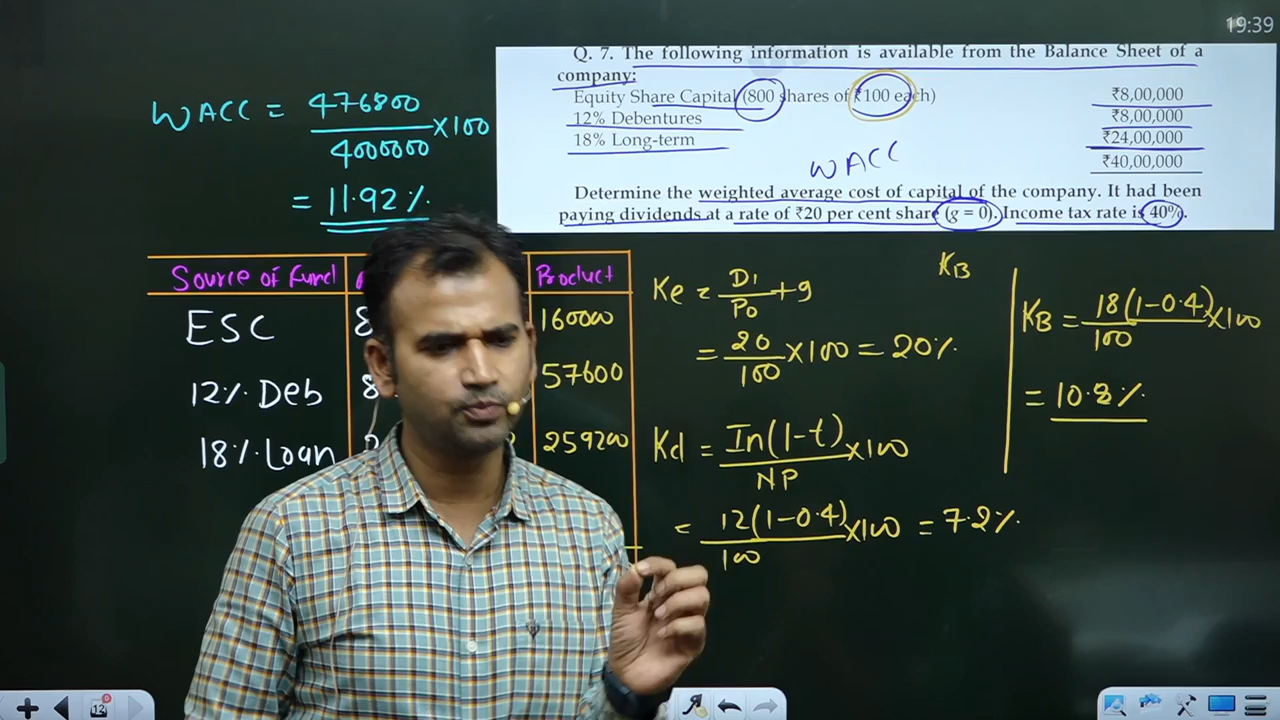 19:39
Q. 7. The following information is available from the Balance Sheet of a
company:
Equity Share Capital (800 shares of ₹100 each) ₹8,00,000
12% Debentures ₹8,00,000
18% Long-term ₹24,00,000
₹40,00,000
WACC
Determine the weighted average cost of capital of the company. It had been
paying dividends at a rate of ₹20 per cent share (g = 0). Income tax rate is 40%.
WACC = 476800 / 4000000 ×100
= 11.92%
Source of Fund Product
ESC 8 160000
12% Deb 8 57600
18% Loan 2 259200
Ke = D1 / P0 + g
= 20 / 100 ×100 = 20%
Kd = In(1-t) / NP ×100
= 12(1-0.4) / 100 ×100 = 7.2%
KB
KB = 18(1-0.4) / 100 ×100
= 10.8%
12